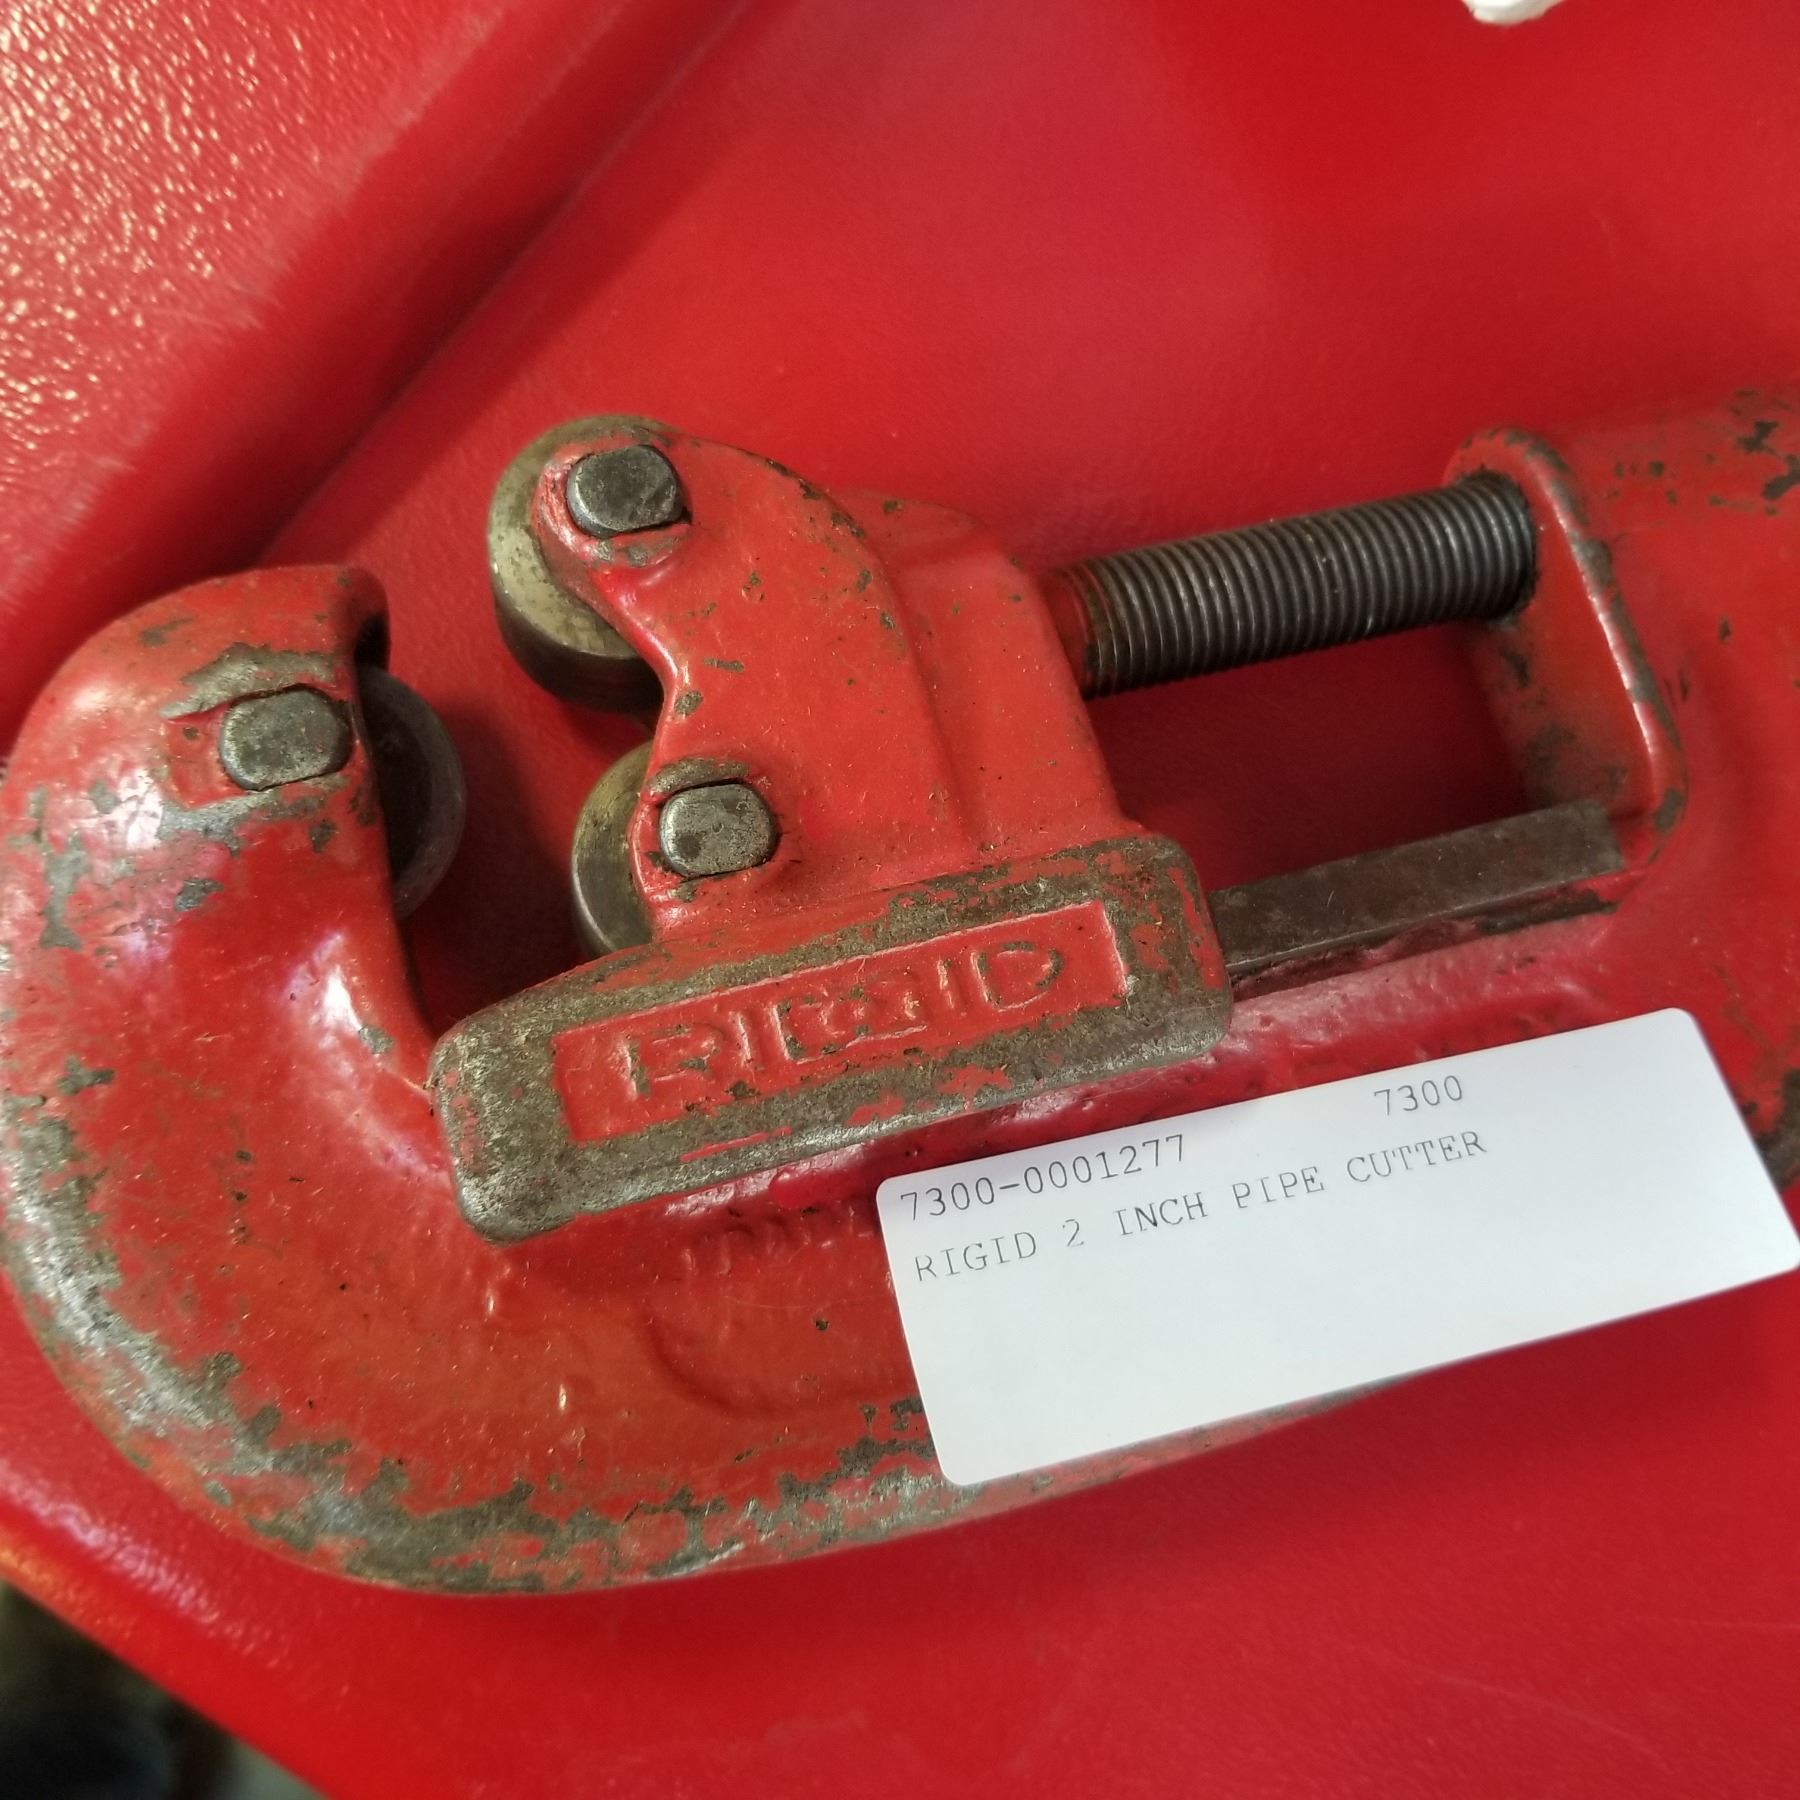 RIDGID
7300-0001277 7300
RIGID 2 INCH PIPE CUTTER